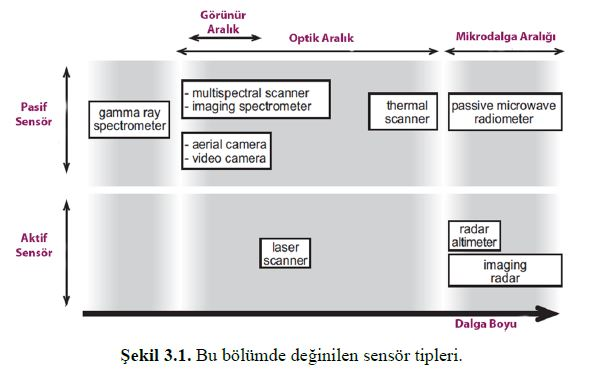 Görünür
Aralık
Optik Aralık
Mikrodalga Aralığı
Pasif
Sensör
gamma ray
spectrometer
- multispectral scanner
- imaging spectrometer
- aerial camera
- video camera
thermal
scanner
passive microwave
radiometer
Aktif
Sensör
laser
scanner
radar
altimeter
imaging
radar
Dalga Boyu
Şekil 3.1. Bu bölümde değinilen sensör tipleri.